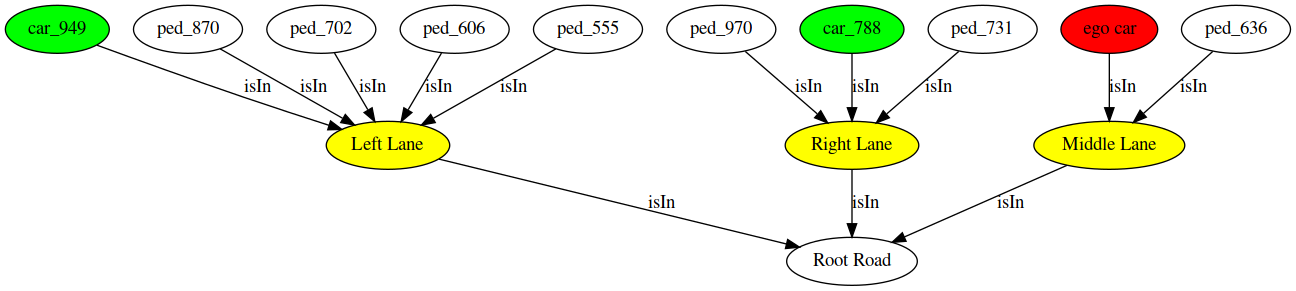 car_949
ped_870
ped_702
ped_606
ped_555
ped_970
car_788
ped_731
ego car
ped_636
isIn
isIn
isIn
isIn
isIn
isIn
isIn
isIn
isIn
isIn
Left Lane
Right Lane
Middle Lane
isIn
isIn
isIn
Root Road